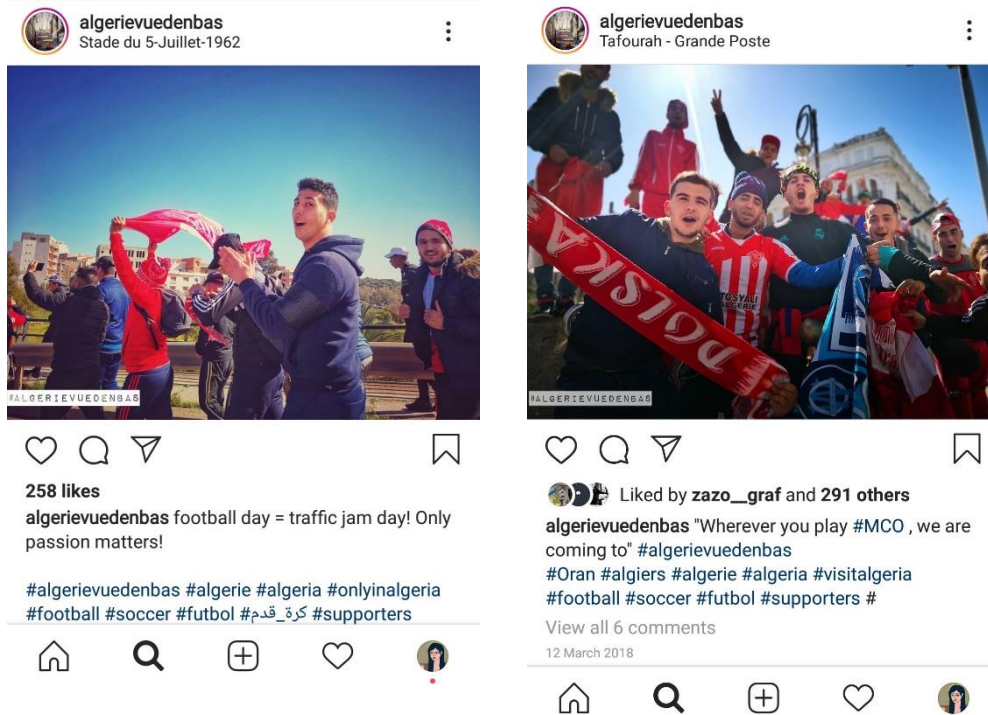 algerievuedenbas
Stade du 5-Juillet-1962
#ALGERIEVUEDENBAS
258 likes
algerievuedenbas football day = traffic jam day! Only
passion matters!
#algerievuedenbas #algerie #algeria #onlyinalgeria
#football #soccer #futbol #كرة_قدم #supporters
algerievuedenbas
Tafourah - Grande Poste
TOSYALI
ALGERIE
#ALGERIEVUEDENBAS
Liked by zazo__graf and 291 others
algerievuedenbas "Wherever you play #MCO , we are
coming to" #algerievuedenbas
#Oran #algiers #algerie #algeria #visitalgeria
#football #soccer #futbol #supporters #
View all 6 comments
12 March 2018